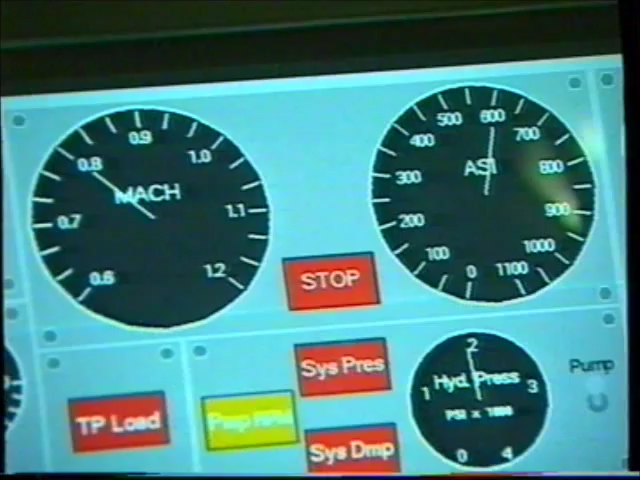 0.9
0.8
1.0
MACH
0.7
1.1
0.6
1.2
500
600
700
400
ASI
800
300
900
200
1000
100
0
1100
STOP
Sys Pres
TP Load
Sys Dmp
2
Hyd. Press
1
3
PSI x 1000
0
4
Pump